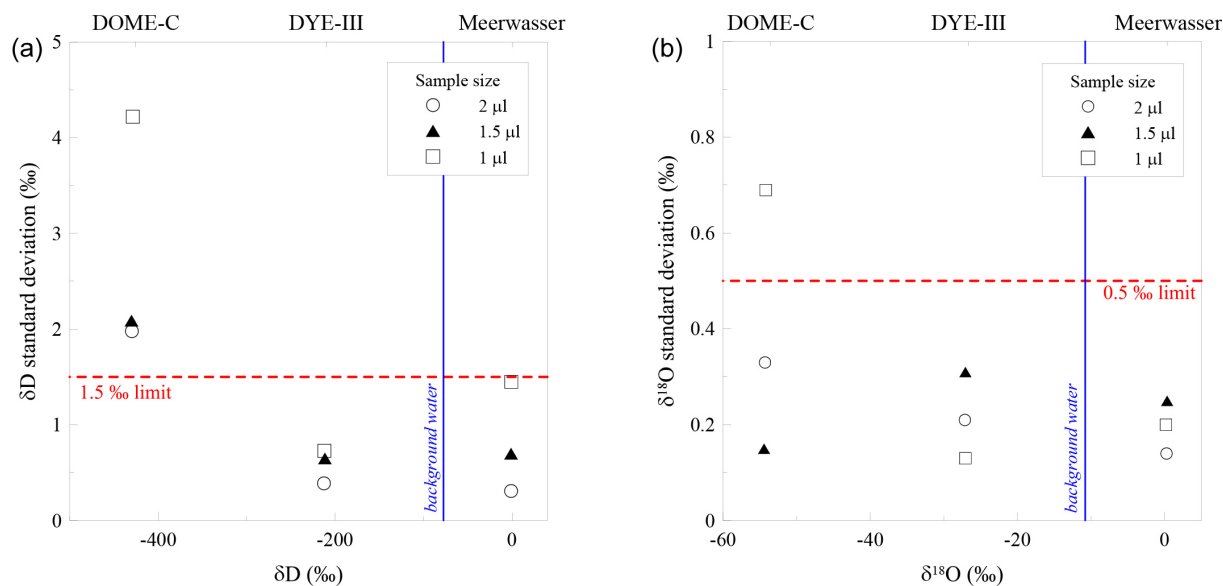 (a)
DOME-C DYE-III Meerwasser
Sample size
2 µl
1.5 µl
1 µl
5
4
3
2
1
0
δD standard deviation (‰)
1.5 ‰ limit
background water
-400 -200 0
δD (‰)
(b)
DOME-C DYE-III Meerwasser
Sample size
2 µl
1.5 µl
1 µl
1
0.8
0.6
0.4
0.2
0
δ¹⁸O standard deviation (‰)
0.5 ‰ limit
background water
-60 -40 -20 0
δ¹⁸O (‰)